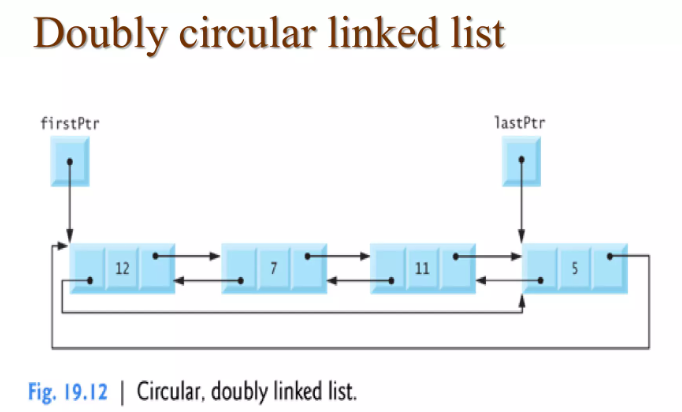 Doubly circular linked list
firstPtr lastPtr
12 7 11 5
Fig. 19.12 | Circular, doubly linked list.